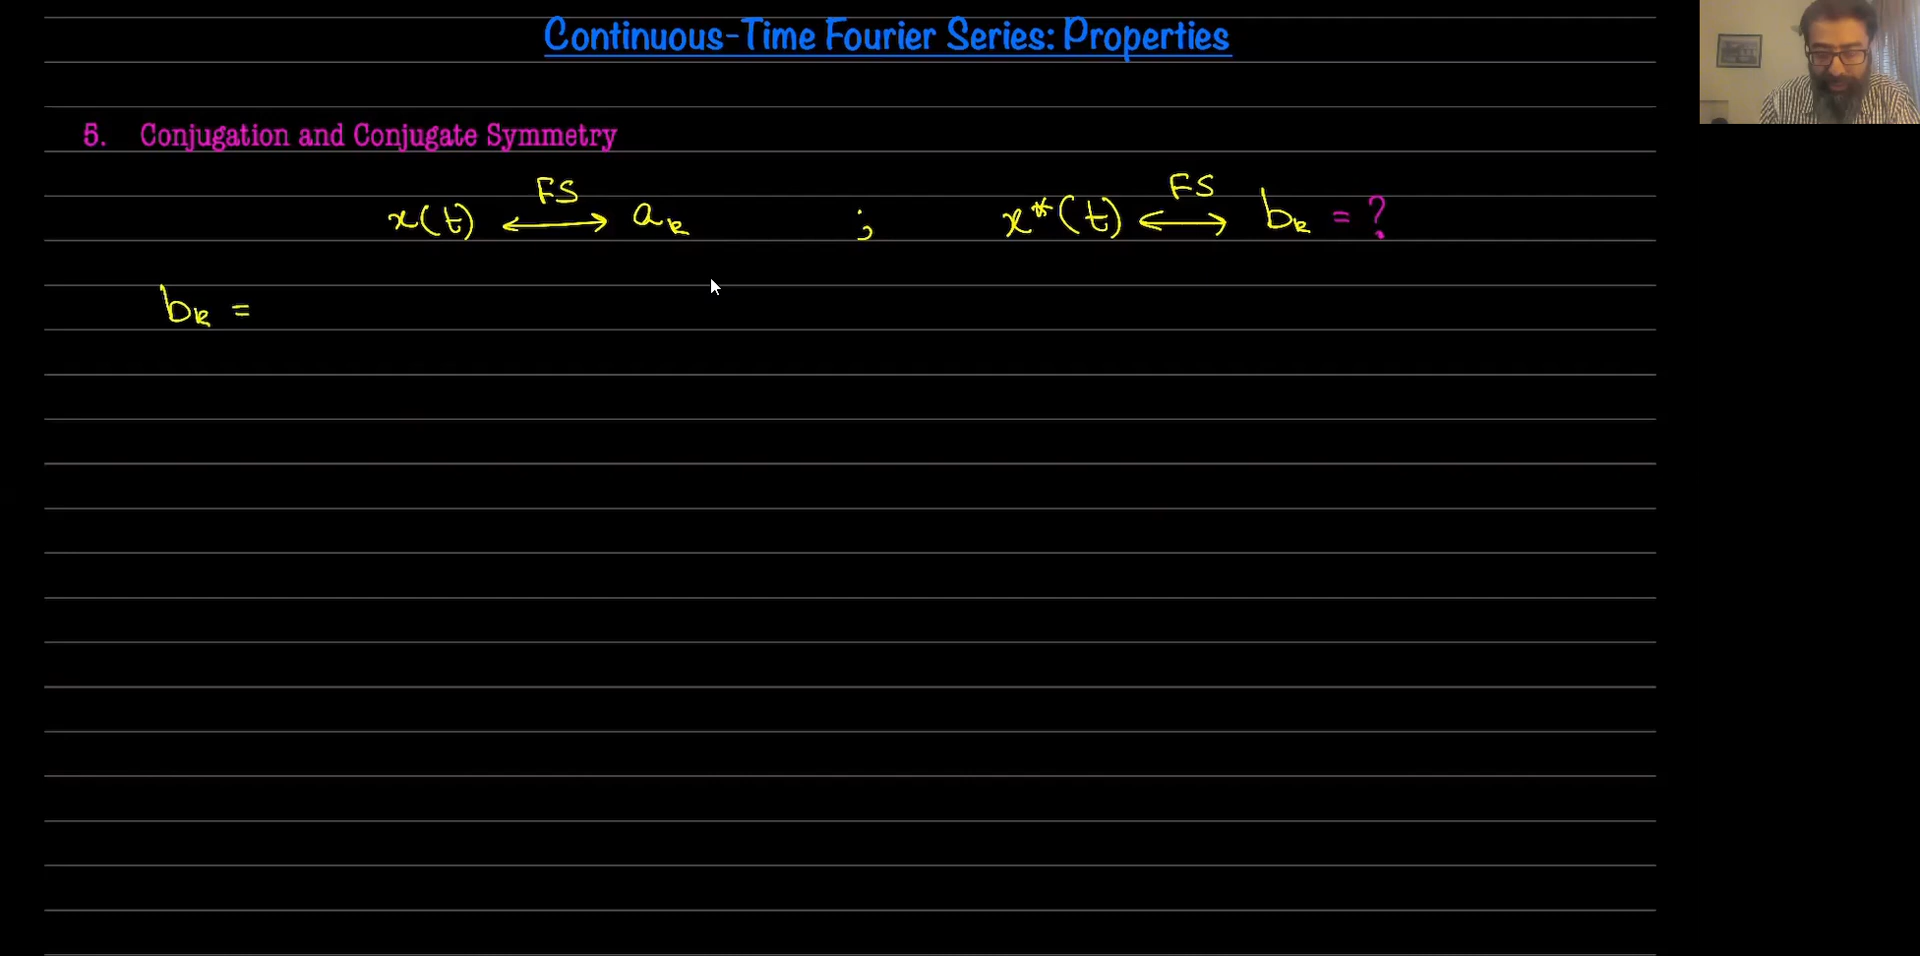 Continuous-Time Fourier Series: Properties
5. Conjugation and Conjugate Symmetry
x(t) <-FS-> a_k ; x*(t) <-FS-> b_k = ?
b_k =